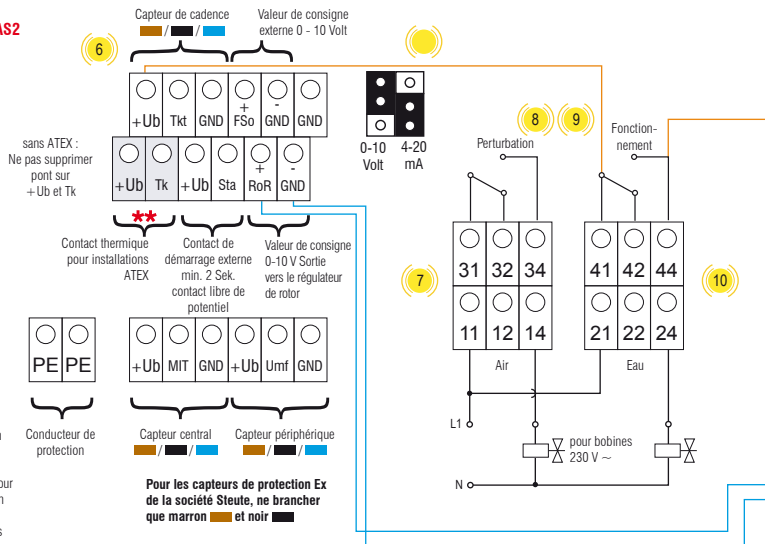 AS2
6
Capteur de cadence
/ /
Valeur de consigne
externe 0 - 10 Volt
+Ub Tkt GND + FSo - GND GND
sans ATEX :
Ne pas supprimer
pont sur
+Ub et Tk
+Ub Tk +Ub Sta + RoR - GND
**
Contact thermique
pour installations
ATEX
Contact de
démarrage externe
min. 2 Sek.
contact libre de
potentiel
Valeur de consigne
0-10 V Sortie
vers le régulateur
de rotor
0-10
Volt
4-20
mA
8
9
Perturbation
Fonction-
nement
7
31 32 34
11 12 14
Air
41 42 44
21 22 24
Eau
10
PE PE
Conducteur de
protection
+Ub MIT GND +Ub Umf GND
Capteur central
/ /
Capteur périphérique
/ /
Pour les capteurs de protection Ex
de la société Steute, ne brancher
que marron et noir
L1
pour bobines
230 V ~
N
our
n
s